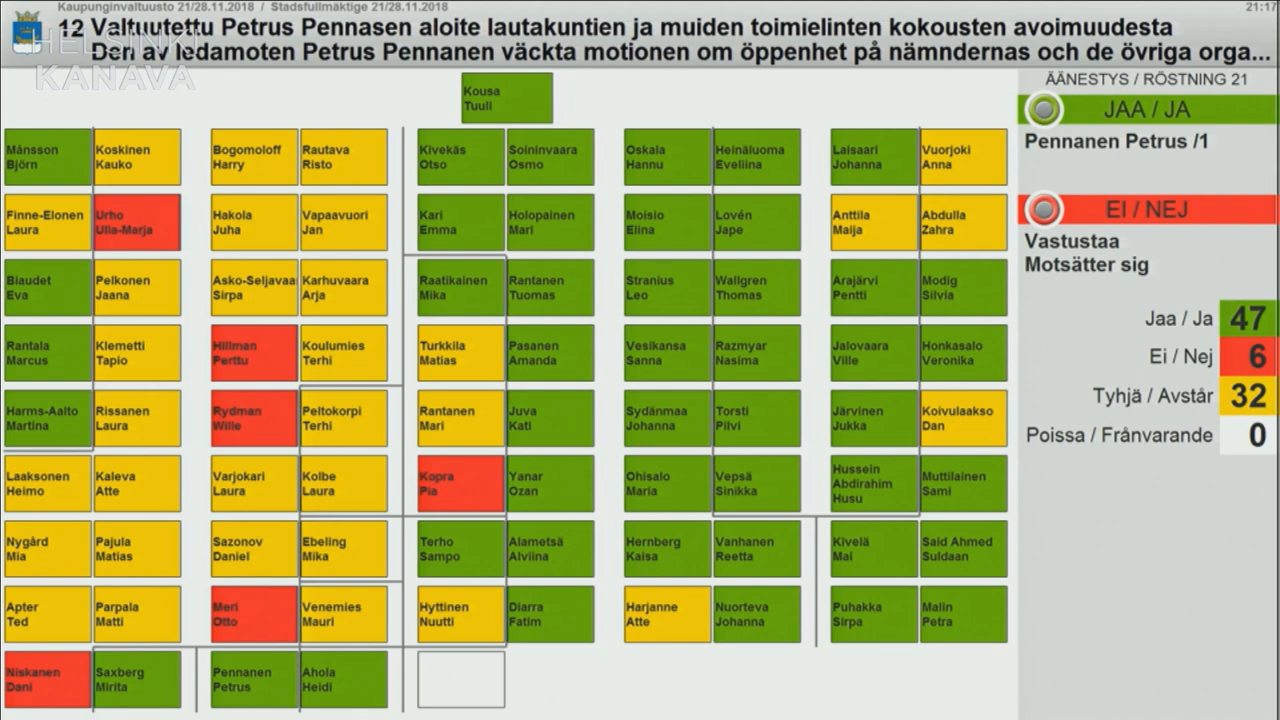 Kaupunginvaltuusto 21/28.11.2018 / Stadsfullmäktige 21/28.11.2018
21:17
12 Valtuutettu Petrus Pennasen aloite lautakuntien ja muiden toimielinten kokousten avoimuudesta
Den av ledamoten Petrus Pennanen väckta motionen om öppenhet på nämndernas och de övriga orga...
HELSINKI
KANAVA
Kousa
Tuuli
Månsson
Björn
Koskinen
Kauko
Bogomoloff
Harry
Rautava
Risto
Kivekäs
Otso
Soininvaara
Osmo
Oskala
Hannu
Heinäluoma
Eveliina
Laisaari
Johanna
Vuorjoki
Anna
Finne-Elonen
Laura
Urho
Ulla-Marja
Hakola
Juha
Vapaavuori
Jan
Kari
Emma
Holopainen
Mari
Moisio
Elina
Lovén
Jape
Anttila
Maija
Abdulla
Zahra
Biaudet
Eva
Pelkonen
Jaana
Asko-Seljavaa
Sirpa
Karhuvaara
Arja
Raatikainen
Mika
Rantanen
Tuomas
Stranius
Leo
Wallgren
Thomas
Arajärvi
Pentti
Modig
Silvia
Rantala
Marcus
Klemetti
Tapio
Hillman
Perttu
Koulumies
Terhi
Turkkila
Matias
Pasanen
Amanda
Vesikansa
Sanna
Razmyar
Nasima
Jalovaara
Ville
Honkasalo
Veronika
Harms-Aalto
Martina
Rissanen
Laura
Rydman
Wille
Peltokorpi
Terhi
Rantanen
Mari
Juva
Kati
Sydänmaa
Johanna
Torsti
Pilvi
Järvinen
Jukka
Koivulaakso
Dan
Laaksonen
Heimo
Kaleva
Atte
Varjokari
Laura
Kolbe
Laura
Kopra
Pia
Yanar
Ozan
Ohisalo
Maria
Vepsä
Sinikka
Hussein
Abdirahim
Husu
Muttilainen
Sami
Nygård
Mia
Pajula
Matias
Sazonov
Daniel
Ebeling
Mika
Terho
Sampo
Alametsä
Alviina
Hernberg
Kaisa
Vanhanen
Reetta
Kivelä
Mai
Said Ahmed
Suldaan
Apter
Ted
Parpala
Matti
Meri
Otto
Venemies
Mauri
Hyttinen
Nuutti
Diarra
Fatim
Harjanne
Atte
Nuorteva
Johanna
Puhakka
Sirpa
Malin
Petra
Niskanen
Dani
Saxberg
Mirita
Pennanen
Petrus
Ahola
Heidi
ÄÄNESTYS / RÖSTNING 21
JAA / JA
Pennanen Petrus /1
EI / NEJ
Vastustaa
Motsätter sig
Jaa / Ja 47
Ei / Nej 6
Tyhjä / Avstår 32
Poissa / Frånvarande 0